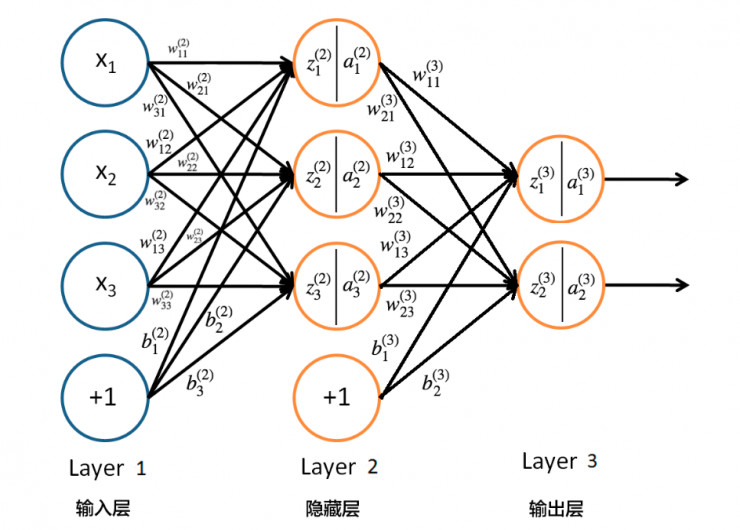 x₁
w₁₁⁽²⁾
w₂₁⁽²⁾
w₃₁⁽²⁾
z₁⁽²⁾ a₁⁽²⁾
w₁₁⁽³⁾
w₂₁⁽³⁾
x₂
w₁₂⁽²⁾
w₂₂⁽²⁾
w₃₂⁽²⁾
z₂⁽²⁾ a₂⁽²⁾
w₁₂⁽³⁾
w₂₂⁽³⁾
z₁⁽³⁾ a₁⁽³⁾
x₃
w₁₃⁽²⁾
w₂₃⁽²⁾
w₃₃⁽²⁾
z₃⁽²⁾ a₃⁽²⁾
w₁₃⁽³⁾
w₂₃⁽³⁾
z₂⁽³⁾ a₂⁽³⁾
+1
b₁⁽²⁾
b₂⁽²⁾
b₃⁽²⁾
+1
b₁⁽³⁾
b₂⁽³⁾
Layer 1
输入层
Layer 2
隐藏层
Layer 3
输出层